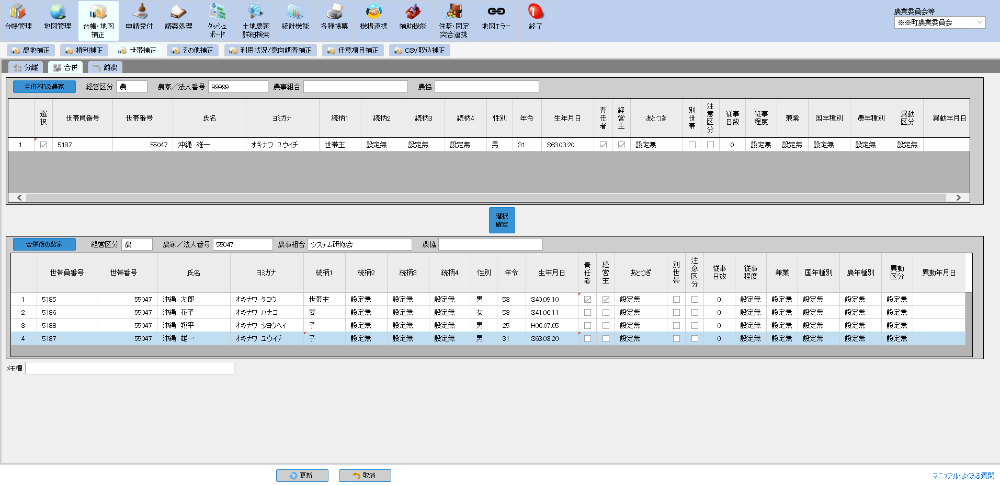 台帳管理 地図管理 台帳・地図補正 申請受付 議案処理 ダッシュボード 土地農家詳細検索 統計機能 各種帳票 機構連携 補助機能 住基・固定突合連携 地図エラー 終了
農業委員会等
※※町農業委員会
農地補正 権利補正 世帯補正 その他補正 利用状況/意向調査補正 任意項目補正 CSV取込補正
分離 合併 離農
合併される農家 経営区分 農 農家／法人番号 99999 農事組合 農協
選択 世帯員番号 世帯番号 氏名 ヨミガナ 続柄1 続柄2 続柄3 続柄4 性別 年令 生年月日 責任者 経営主 あとつぎ 別世帯 注意区分 従事日数 従事程度 兼業 国年種別 農年種別 異動区分 異動年月日
1 5187 55047 沖縄 雄一 オキナワ ユウイチ 世帯主 設定無 設定無 設定無 男 31 S63.03.20 設定無 0 設定無 設定無 設定無 設定無 設定無
選択
確定
合併後の農家 経営区分 農 農家／法人番号 55047 農事組合 システム研修会 農協
世帯員番号 世帯番号 氏名 ヨミガナ 続柄1 続柄2 続柄3 続柄4 性別 年令 生年月日 責任者 経営主 あとつぎ 別世帯 注意区分 従事日数 従事程度 兼業 国年種別 農年種別 異動区分 異動年月日
1 5185 55047 沖縄 太郎 オキナワ タロウ 世帯主 設定無 設定無 設定無 男 53 S40.09.10 設定無 0 設定無 設定無 設定無 設定無 設定無
2 5186 55047 沖縄 花子 オキナワ ハナコ 妻 設定無 設定無 設定無 女 53 S41.06.11 設定無 0 設定無 設定無 設定無 設定無 設定無
3 5188 55047 沖縄 翔平 オキナワ シヨウヘイ 子 設定無 設定無 設定無 男 25 H06.07.05 設定無 0 設定無 設定無 設定無 設定無 設定無
4 5187 55047 沖縄 雄一 オキナワ ユウイチ 子 設定無 設定無 設定無 男 31 S63.03.20 設定無 0 設定無 設定無 設定無 設定無 設定無
メモ欄
更新 取消
マニュアル・よくある質問